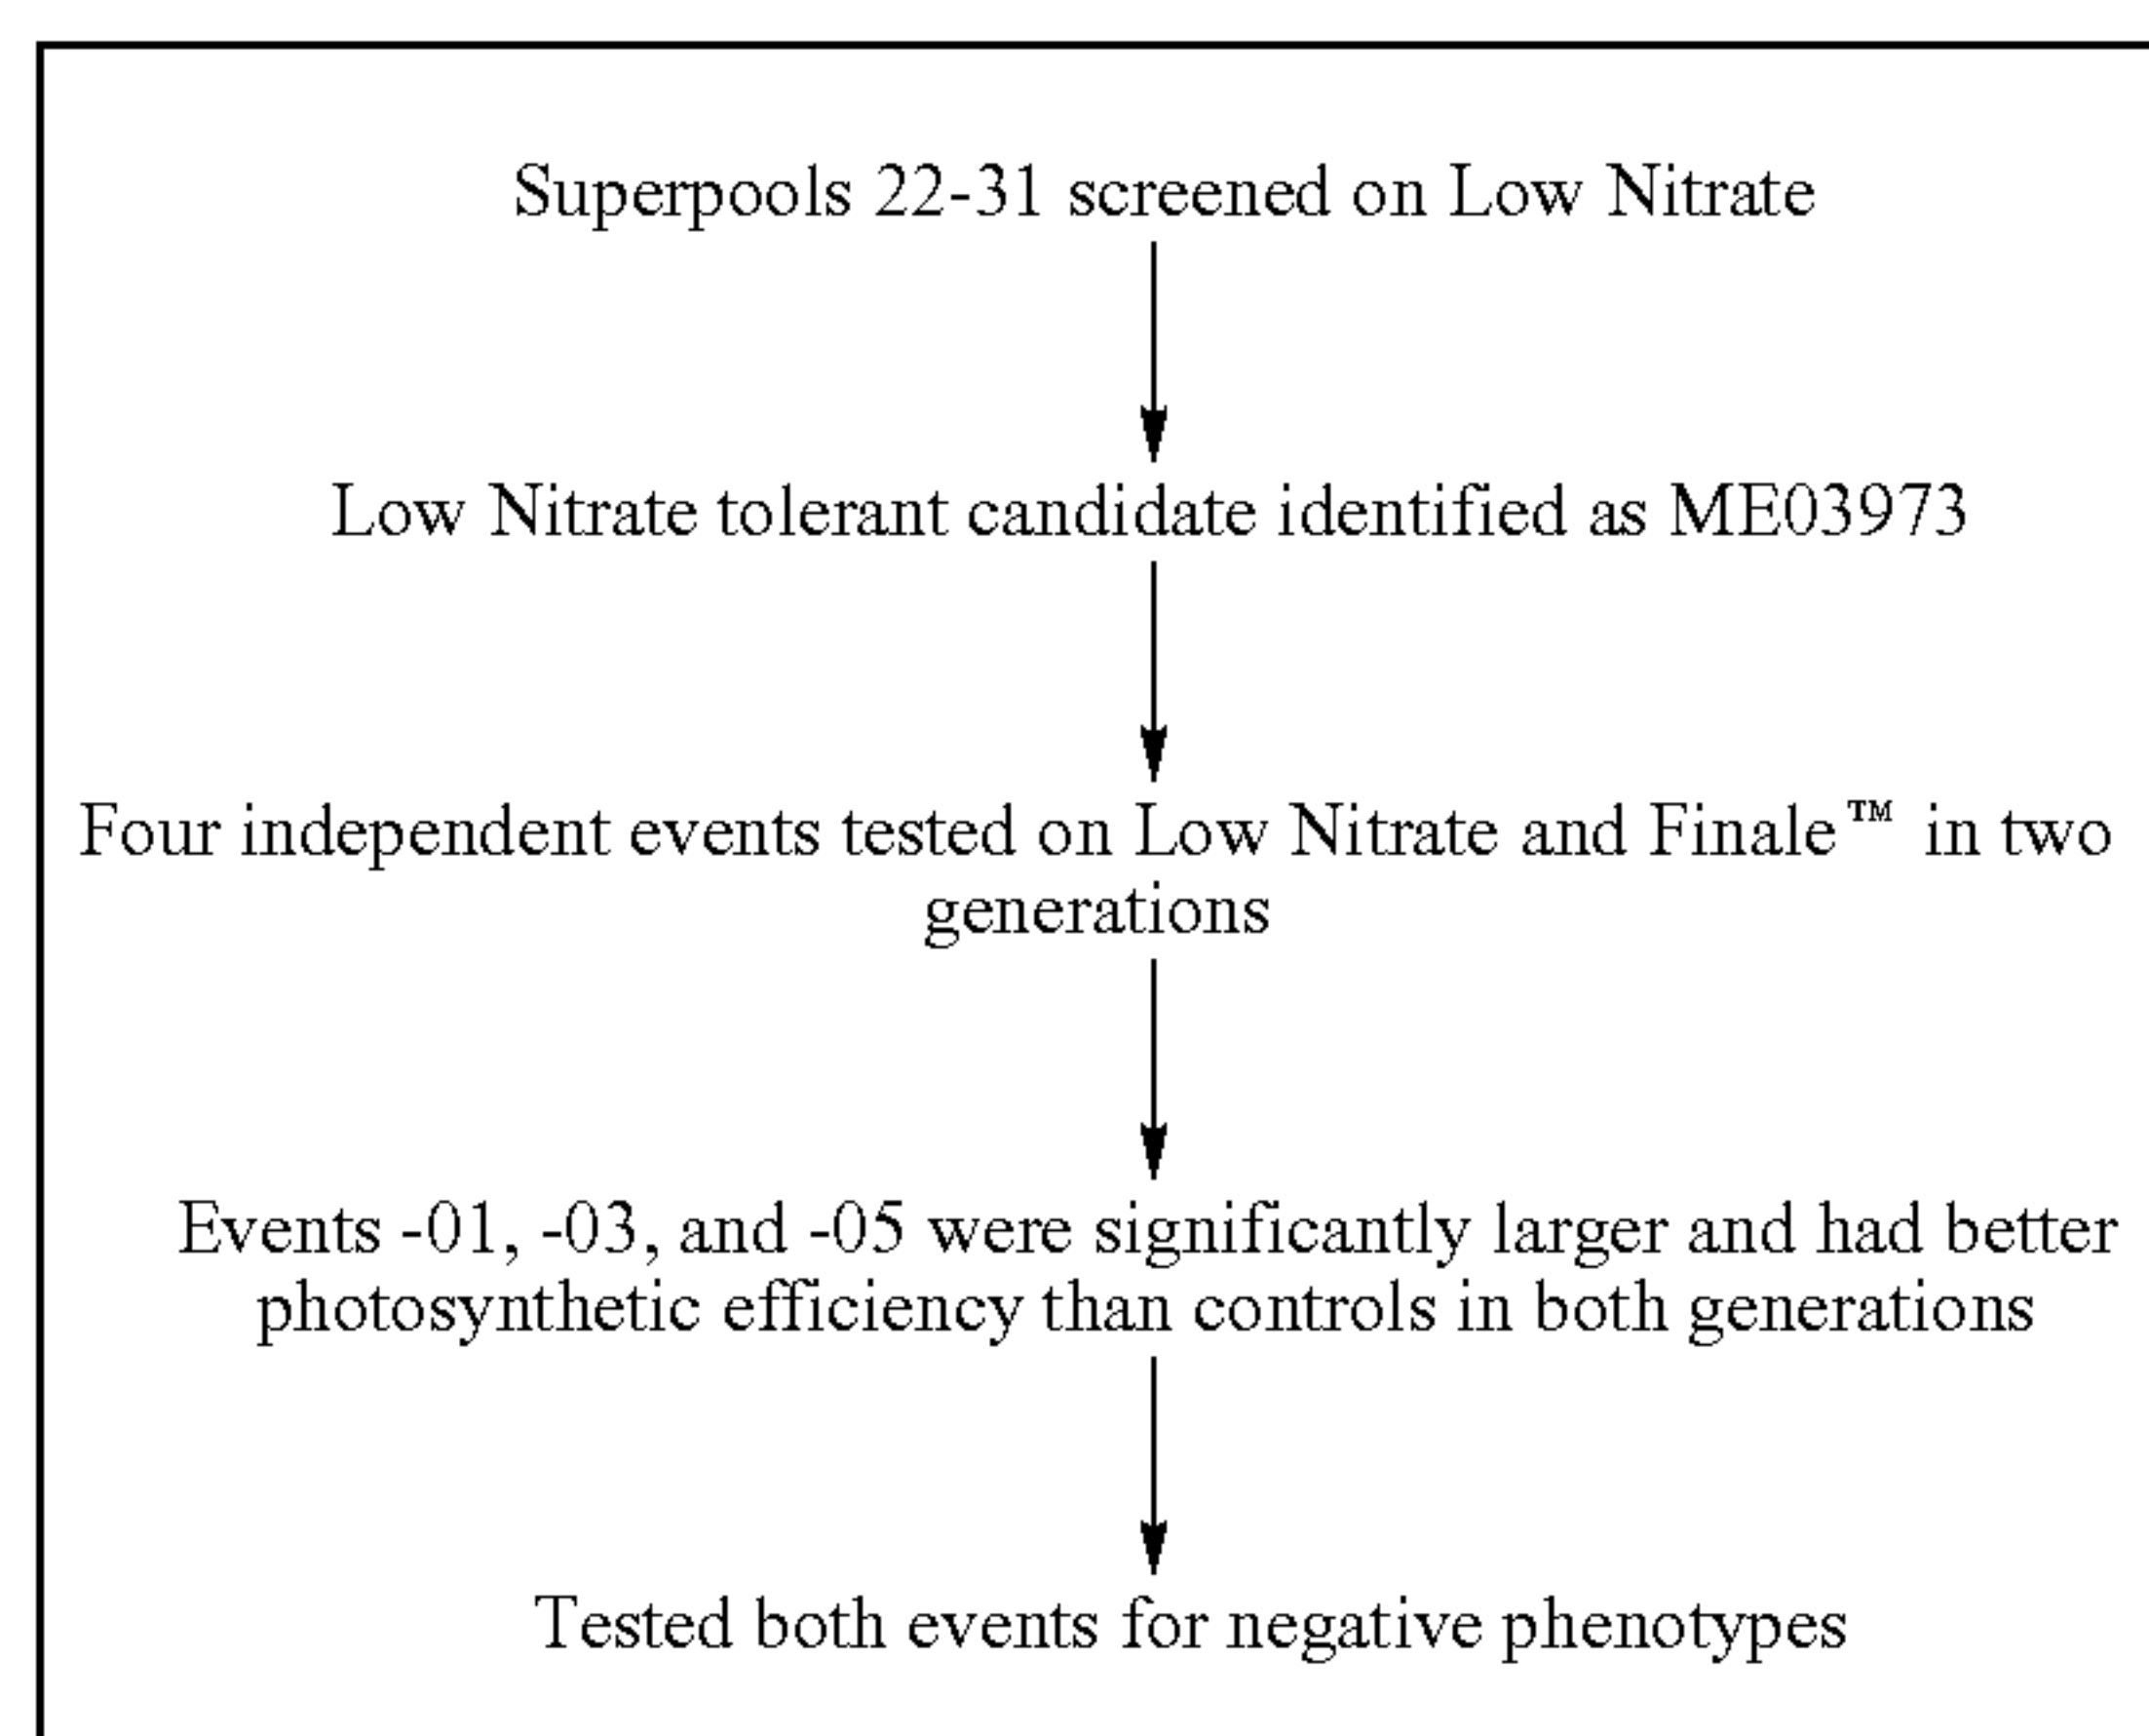 Superpools 22-31 screened on Low Nitrate
Low Nitrate tolerant candidate identified as ME03973
Four independent events tested on Low Nitrate and Finale™ in two
generations
Events -01, -03, and -05 were significantly larger and had better
photosynthetic efficiency than controls in both generations
Tested both events for negative phenotypes